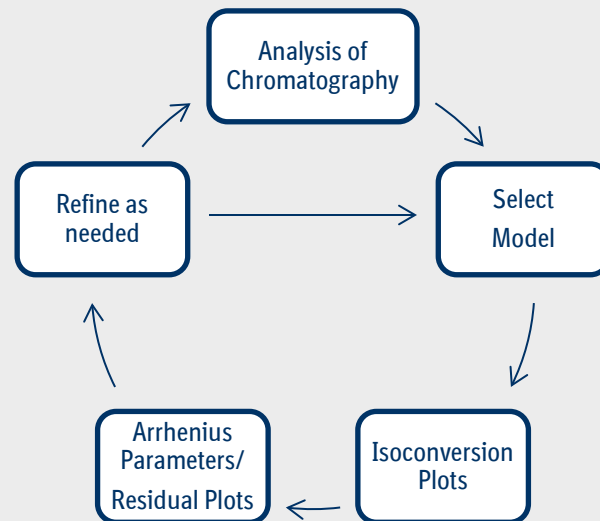 Analysis of
Chromatography
Refine as
needed
Select
Model
Arrhenius
Parameters/
Residual Plots
Isoconversion
Plots